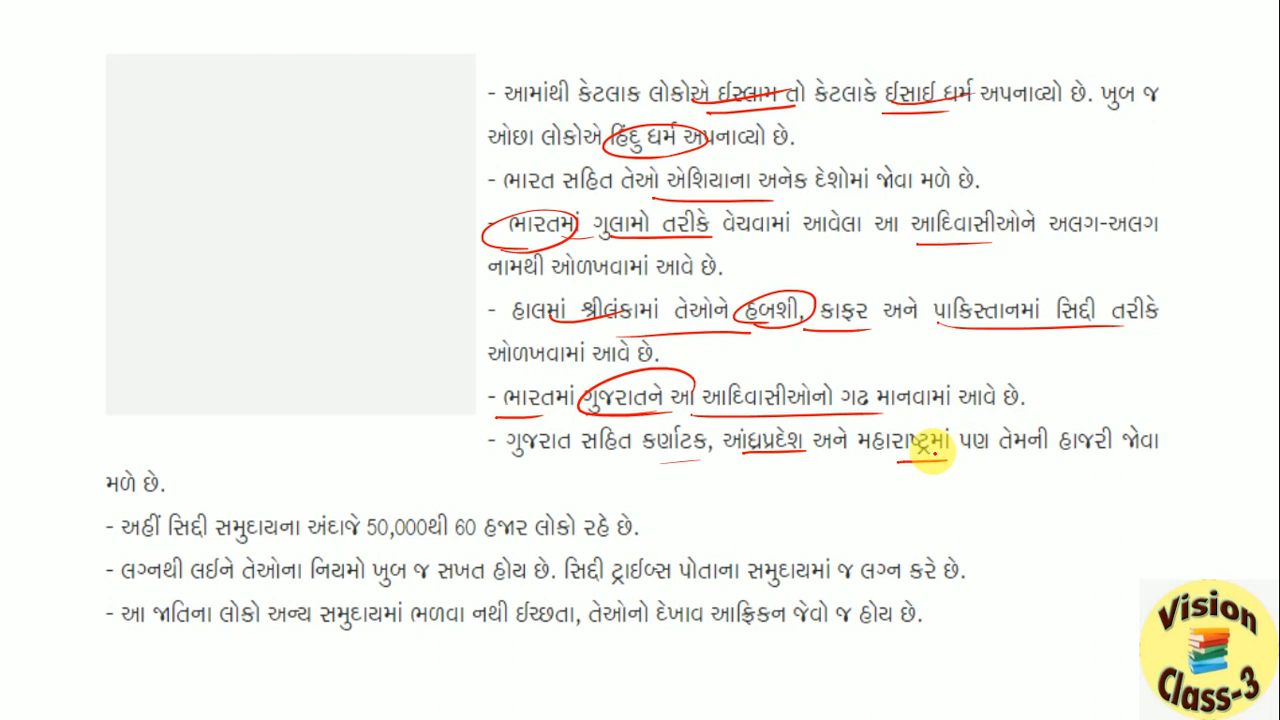 - આમાંથી કેટલાક લોકોએ ઈસ્લામ તો કેટલાકે ઈસાઈ ધર્મ અપનાવ્યો છે. ખુબ જ
ઓછા લોકોએ હિંદુ ધર્મ અપનાવ્યો છે.
- ભારત સહિત તેઓ એશિયાના અનેક દેશોમાં જોવા મળે છે.
- ભારતમાં ગુલામો તરીકે વેચવામાં આવેલા આ આદિવાસીઓને અલગ-અલગ
નામથી ઓળખવામાં આવે છે.
- હાલમાં શ્રીલંકામાં તેઓને હબશી, કાફર અને પાકિસ્તાનમાં સિદ્દી તરીકે
ઓળખવામાં આવે છે.
- ભારતમાં ગુજરાતને આ આદિવાસીઓનો ગઢ માનવામાં આવે છે.
- ગુજરાત સહિત કર્ણાટક, આંધ્રપ્રદેશ અને મહારાષ્ટ્રમાં પણ તેમની હાજરી જોવા
મળે છે.
- અહીં સિદ્દી સમુદાયના અંદાજે 50,000થી 60 હજાર લોકો રહે છે.
- લગ્નથી લઈને તેઓના નિયમો ખુબ જ સખત હોય છે. સિદ્દી ટ્રાઈબ્સ પોતાના સમુદાયમાં જ લગ્ન કરે છે.
- આ જાતિના લોકો અન્ય સમુદાયમાં ભળવા નથી ઈચ્છતા, તેઓનો દેખાવ આફ્રિકન જેવો જ હોય છે.
Vision
Class-3